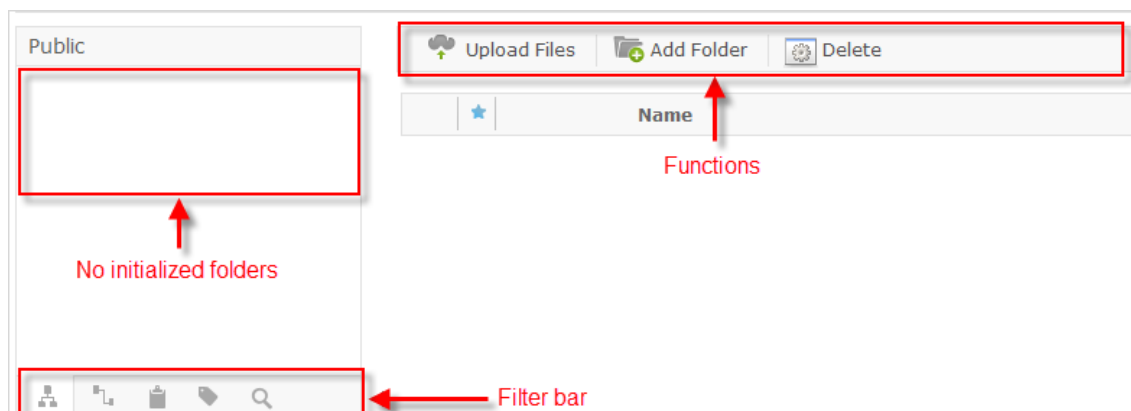 Public
Upload Files
Add Folder
Delete
Name
Functions
No initialized folders
Filter bar